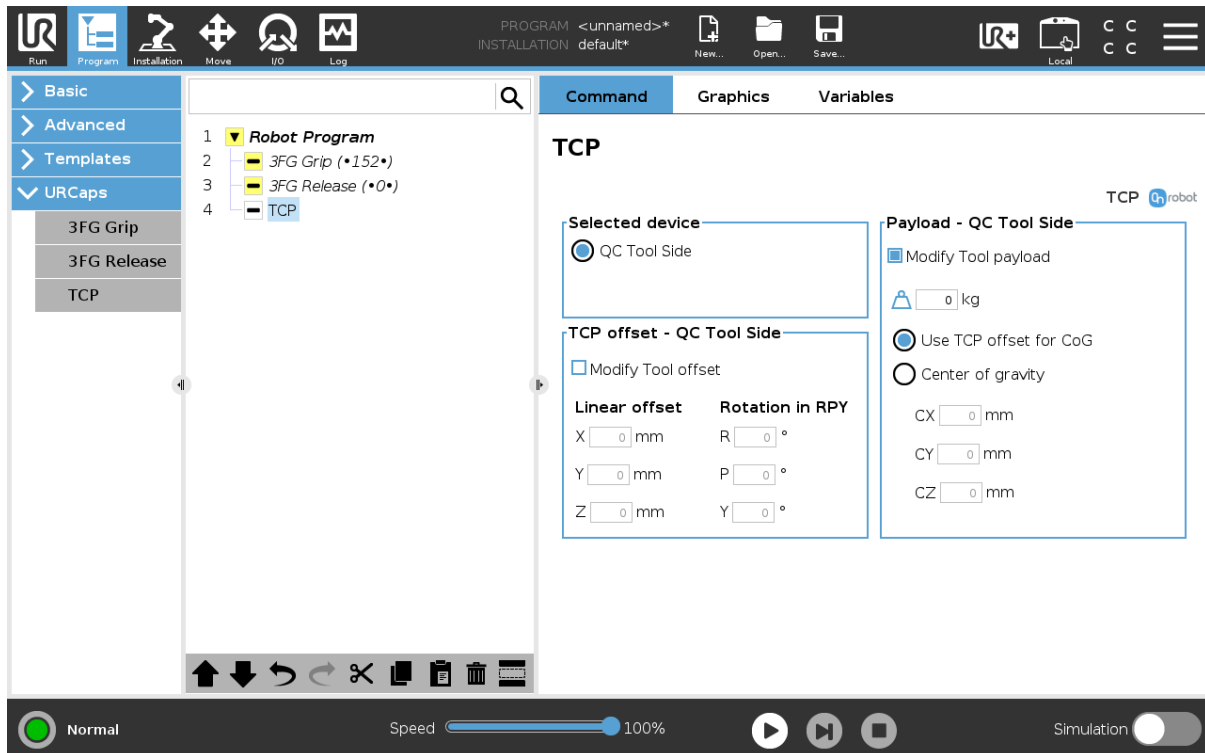 PROGRAM <unnamed>*
INSTALLATION default*
Run
Program
Installation
Move
I/O
Log
New...
Open...
Save...
UR+
Local
C C
C C
Basic
Advanced
Templates
URCaps
3FG Grip
3FG Release
TCP
1 Robot Program
2 3FG Grip (•152•)
3 3FG Release (•0•)
4 TCP
Command
Graphics
Variables
TCP
TCP OnRobot
Selected device
QC Tool Side
TCP offset - QC Tool Side
Modify Tool offset
Linear offset Rotation in RPY
X 0 mm R 0 °
Y 0 mm P 0 °
Z 0 mm Y 0 °
Payload - QC Tool Side
Modify Tool payload
0 kg
Use TCP offset for CoG
Center of gravity
CX 0 mm
CY 0 mm
CZ 0 mm
Normal
Speed 100%
Simulation